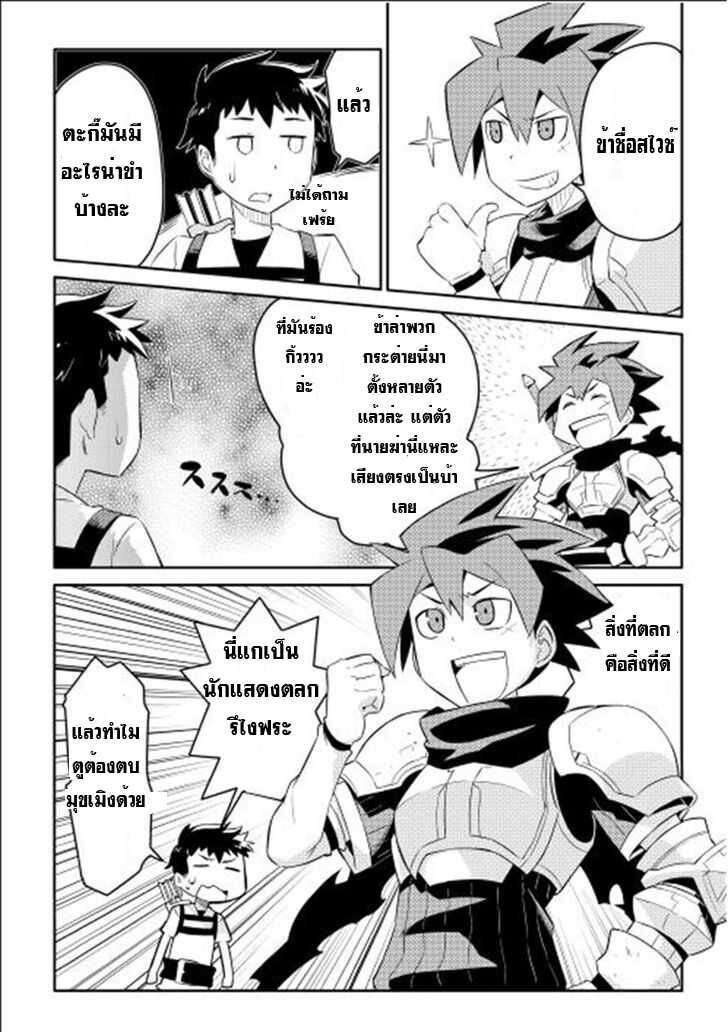 ข้าชื่อสไวซ์
แล้ว
ไม่ได้ถาม
เฟร้ย
ตะกี๊มันมี
อะไรน่าขำ
บ้างละ
ข้าล่าพวก
กระต่ายนี่มา
ตั้งหลายตัว
แล้วล่ะ แต่ตัว
ที่นายฆ่านี่แหละ
เสียงตรงเป็นบ้า
เลย
ที่มันร้อง
กิ้วววว
อ่ะ
ススス…
สิ่งที่ตลก
คือสิ่งที่ดี
นี่แกเป็น
นักแสดงตลก
รึไงฟระ
แล้วทำไม
ตูต้องตบ
มุขเมิงด้วย